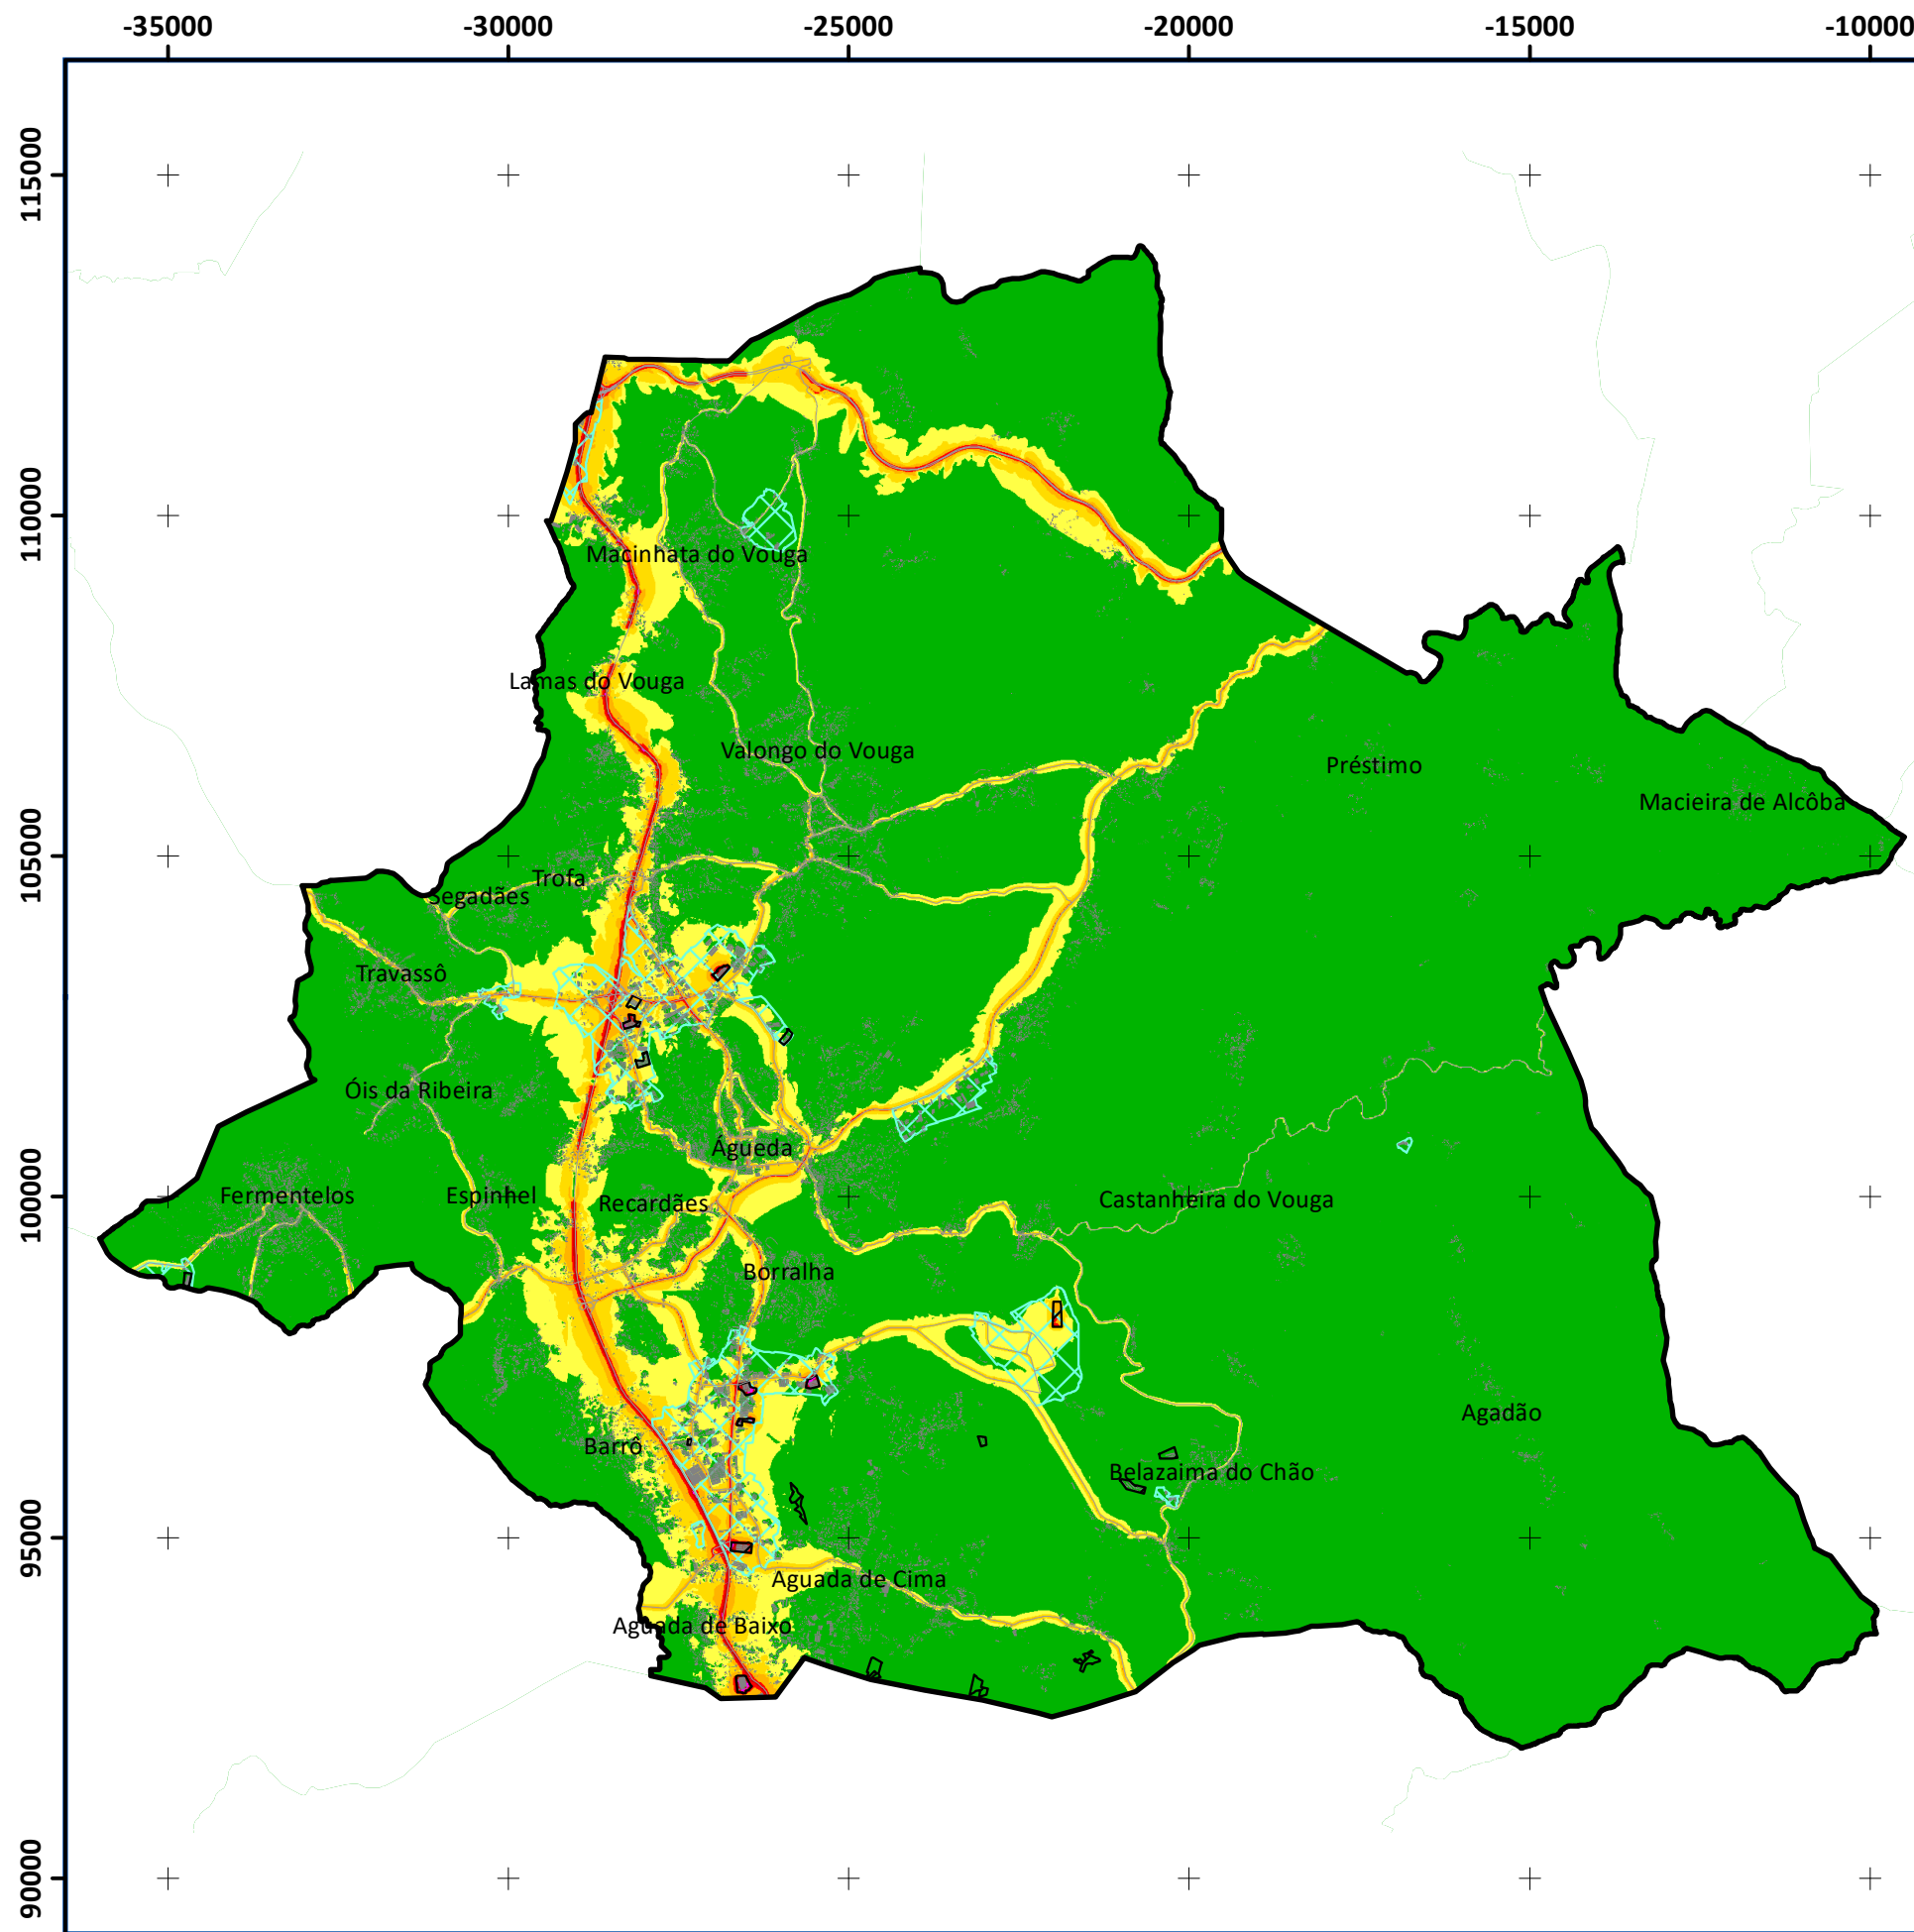 -35000 -30000 -25000 -20000 -15000 -10000
115000
110000
Macinhata do Vouga
Lamas do Vouga
Valongo do Vouga
Préstimo
Macieira de Alcôba
105000
Trofa
Segadães
Travassô
Óis da Ribeira
Águeda
100000
Fermentelos
Espinhel
Recardães
Castanheira do Vouga
Borralha
Agadão
Barrô
Belazaima do Chão
95000
Aguada de Cima
Aguada de Baixo
90000